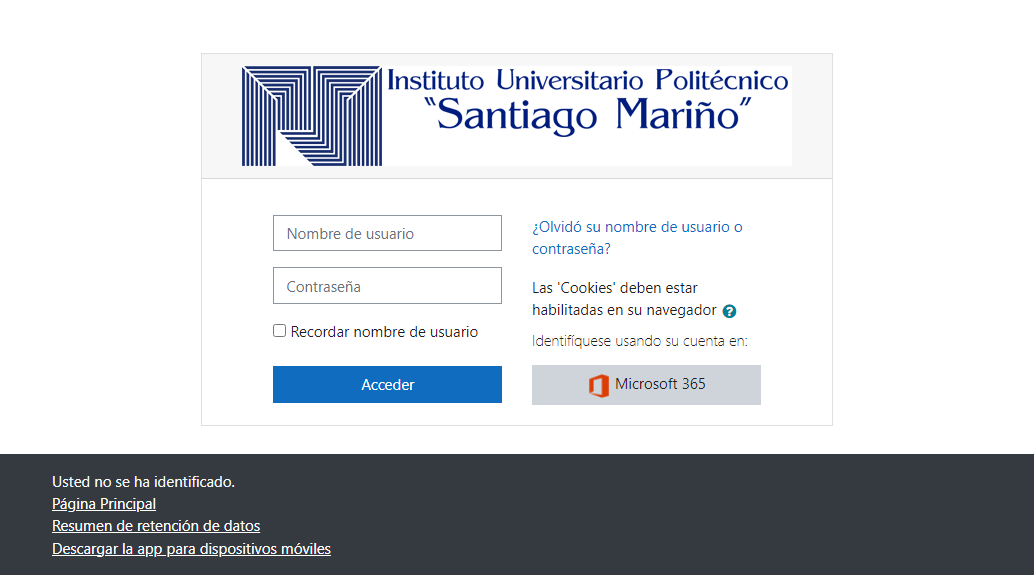 Instituto Universitario Politécnico
“Santiago Mariño”
Nombre de usuario
Contraseña
Recordar nombre de usuario
Acceder
¿Olvidó su nombre de usuario o
contraseña?
Las 'Cookies' deben estar
habilitadas en su navegador
Identifíquese usando su cuenta en:
Microsoft 365
Usted no se ha identificado.
Página Principal
Resumen de retención de datos
Descargar la app para dispositivos móviles